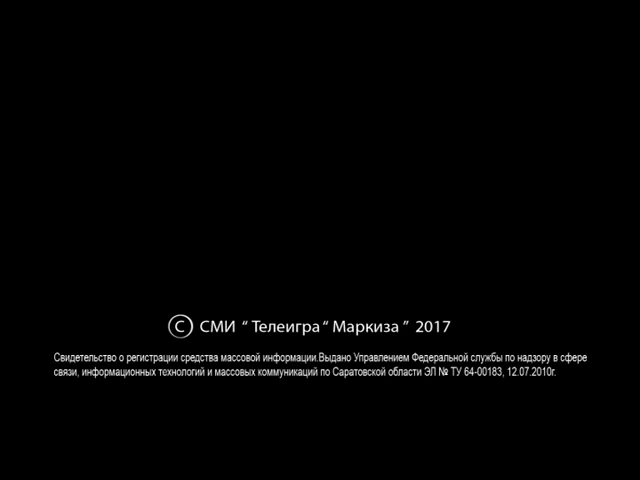 © СМИ “ Телеигра “ Маркиза ” 2017
Свидетельство о регистрации средства массовой информации.Выдано Управлением Федеральной службы по надзору в сфере
связи, информационных технологий и массовых коммуникаций по Саратовской области ЭЛ № ТУ 64-00183, 12.07.2010г.